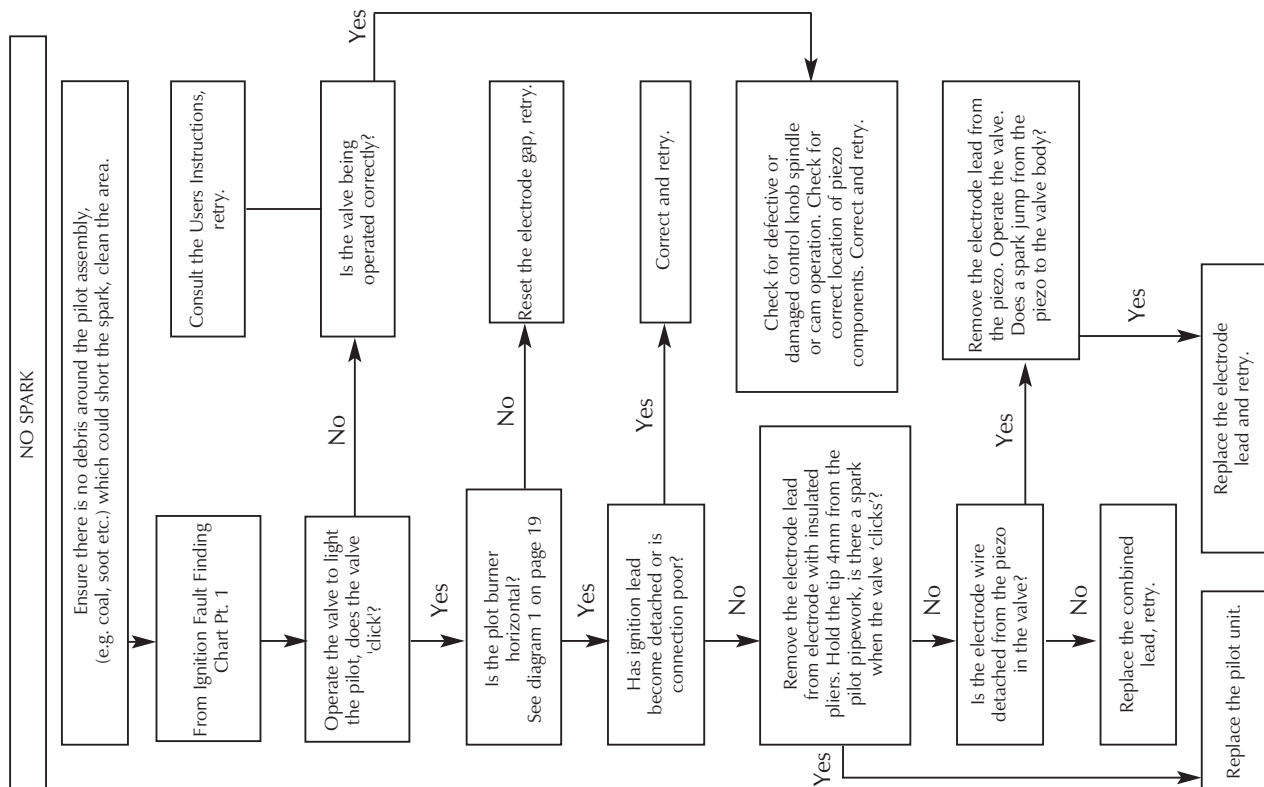 NO SPARK
Ensure there is no debris around the pilot assembly,
(e.g. coal, soot etc.) which could short the spark, clean the area.
From Ignition Fault Finding
Chart Pt. 1
Operate the valve to light
the pilot, does the valve
'click'?
No
Is the valve being
operated correctly?
Consult the Users Instructions,
retry.
Yes
Yes
Is the plot burner
horizontal?
See diagram 1 on page 19
No
Reset the electrode gap, retry.
Yes
Has ignition lead
become detached or is
connection poor?
Yes
Correct and retry.
No
Remove the electrode lead
from electrode with insulated
pliers. Hold the tip 4mm from the
pilot pipework, is there a spark
when the valve 'clicks'?
Check for defective or
damaged control knob spindle
or cam operation. Check for
correct location of piezo
components. Correct and retry.
Yes
No
Is the electrode wire
detached from the piezo
in the valve?
Yes
Remove the electrode lead from
the piezo. Operate the valve.
Does a spark jump from the
piezo to the valve body?
No
Replace the combined
lead, retry.
Yes
Replace the pilot unit.
Replace the electrode
lead and retry.